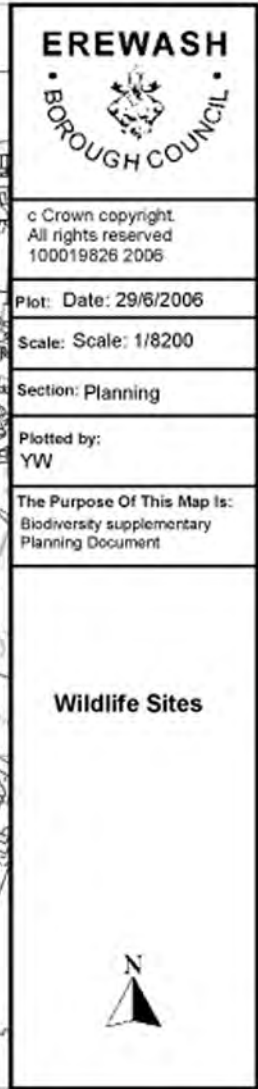 EREWASH
• BOROUGH COUNCIL •
c Crown copyright.
All rights reserved
100019826 2006
Plot: Date: 29/6/2006
Scale: Scale: 1/8200
Section: Planning
Plotted by:
YW
The Purpose Of This Map Is:
Biodiversity supplementary
Planning Document
Wildlife Sites
N